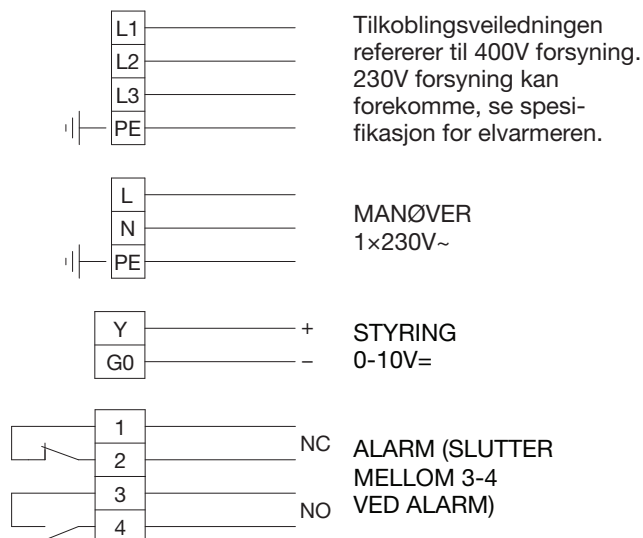 L1
L2
L3
PE
Tilkoblingsveiledningen
refererer til 400V forsyning.
230V forsyning kan
forekomme, se spesi-
fikasjon for elvarmeren.
L
N
PE
MANØVER
1×230V~
Y
+
G0
–
STYRING
0-10V=
1
2
NC
3
4
NO
ALARM (SLUTTER
MELLOM 3-4
VED ALARM)